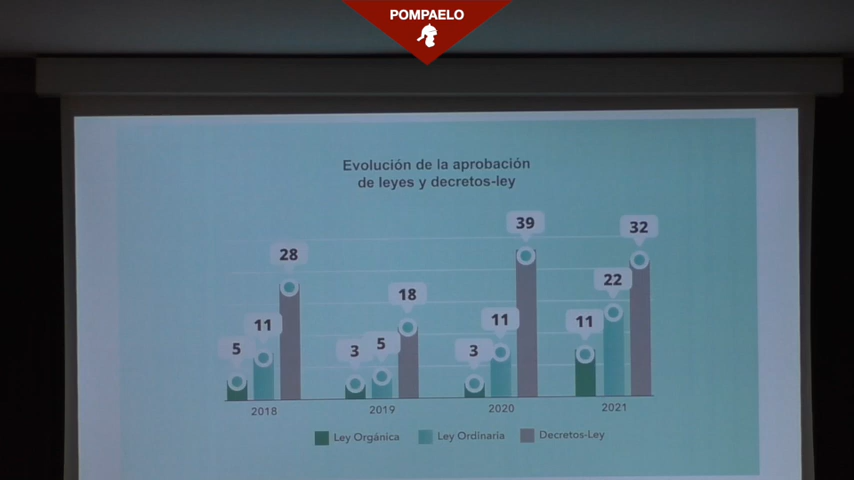 POMPAELO
Evolución de la aprobación
de leyes y decretos-ley
5
11
28
3
5
18
3
11
39
11
22
32
2018
2019
2020
2021
Ley Orgánica
Ley Ordinaria
Decretos-Ley